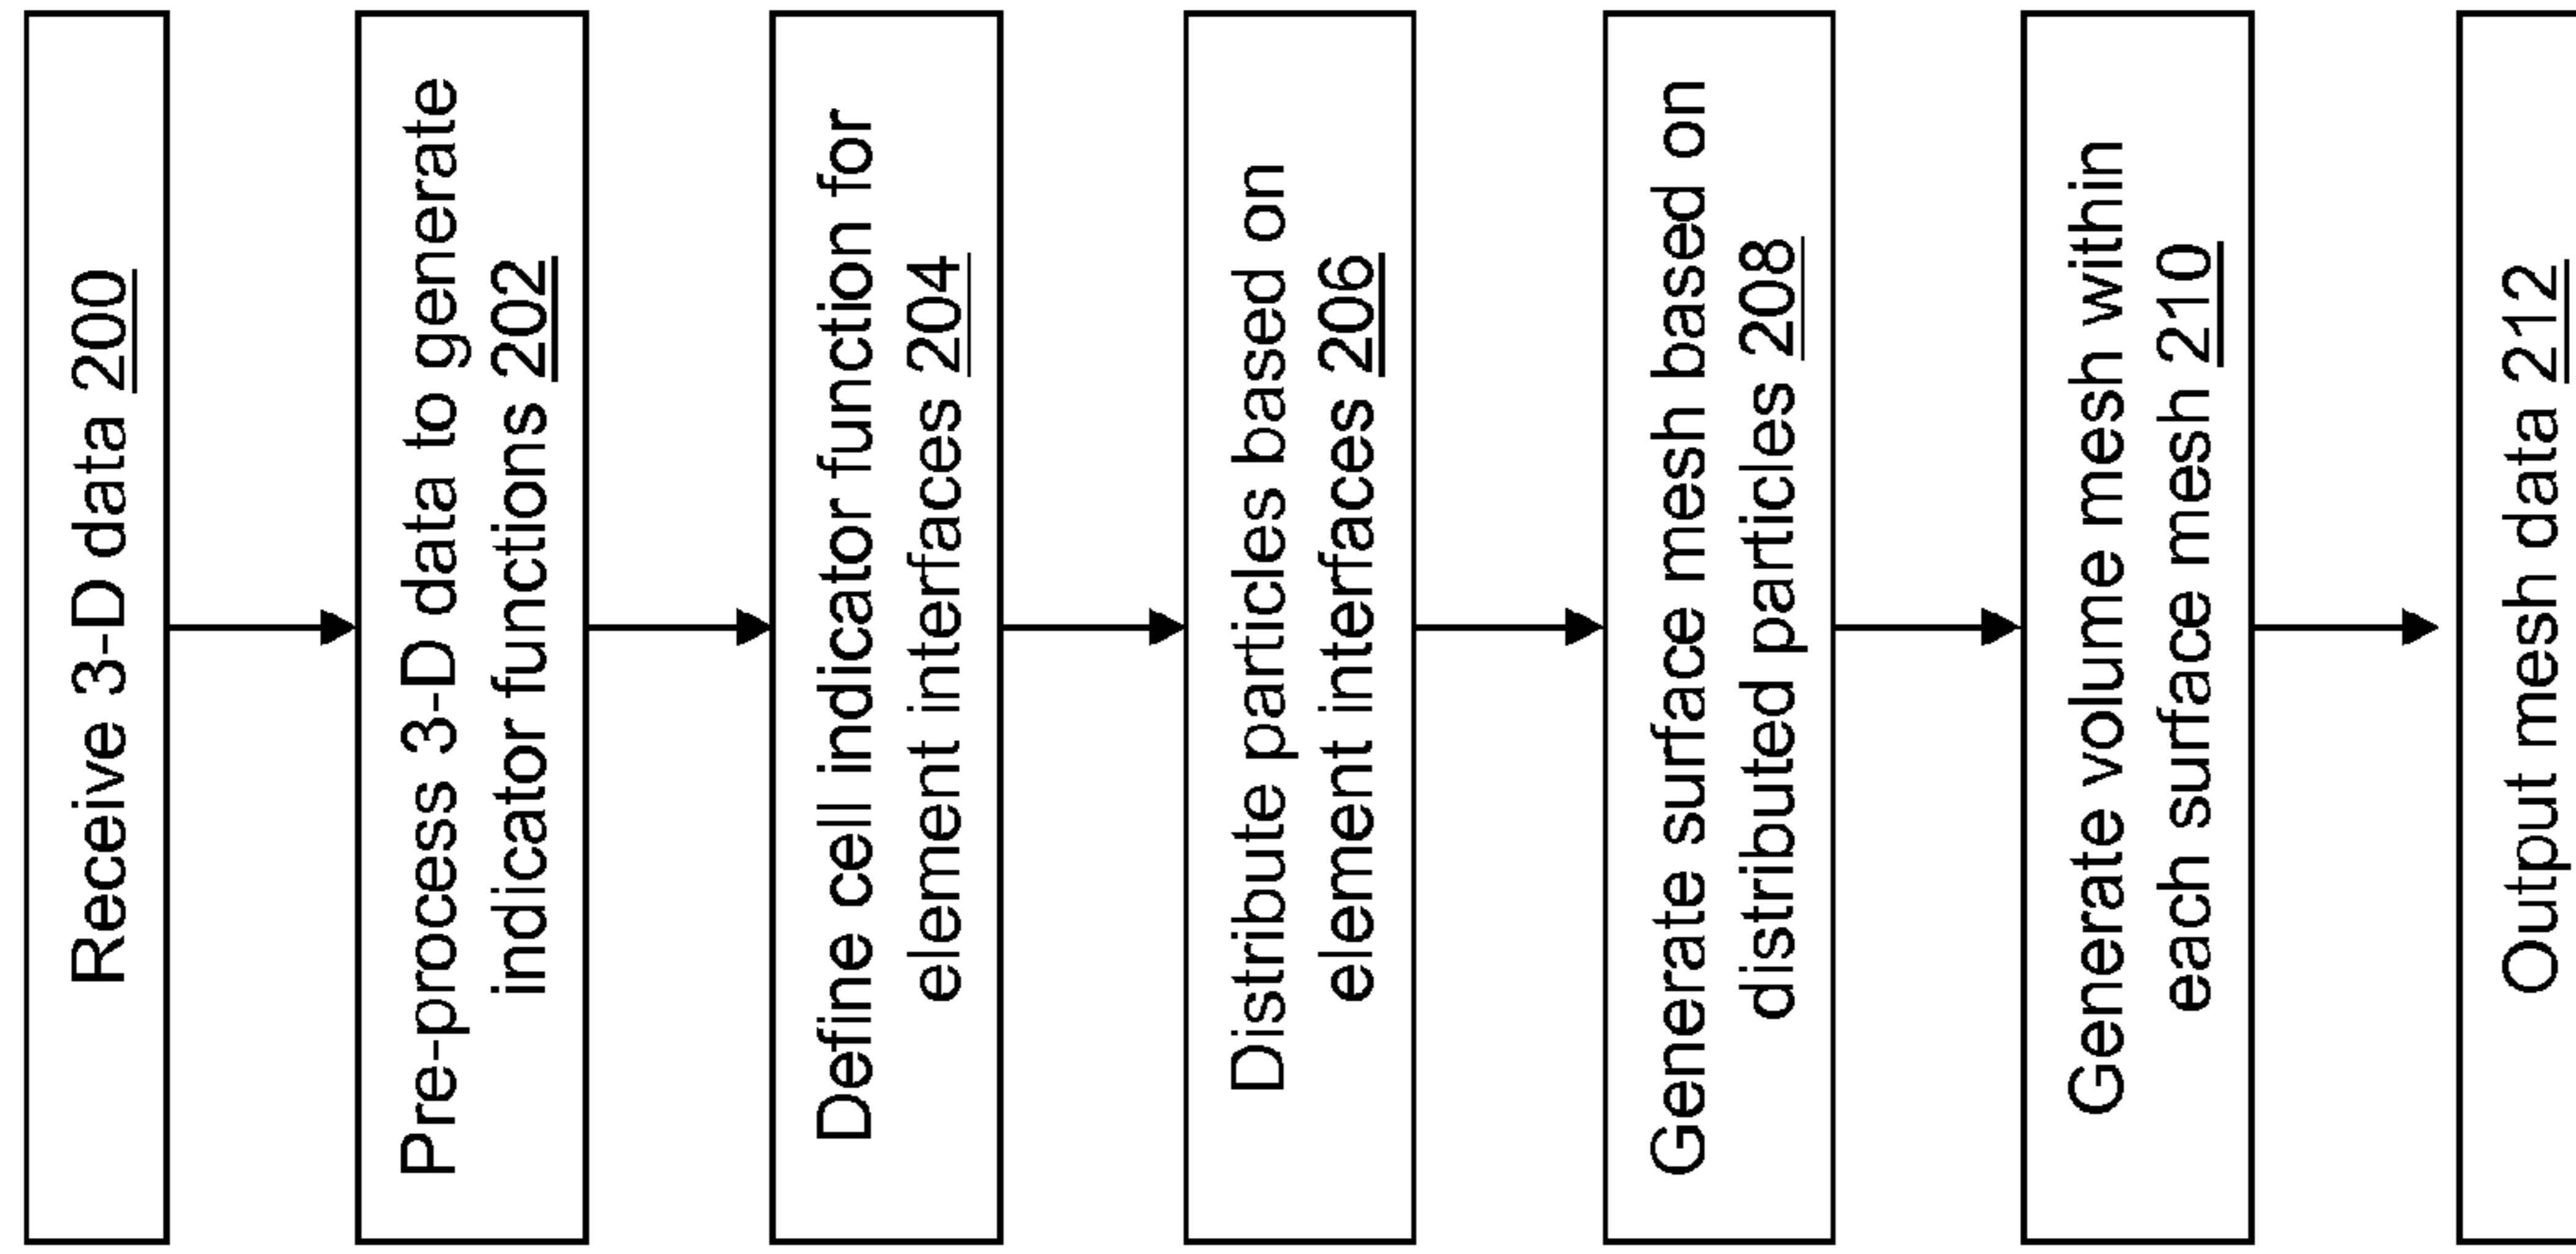 Receive 3-D data 200
Pre-process 3-D data to generate
indicator functions 202
Define cell indicator function for
element interfaces 204
Distribute particles based on
element interfaces 206
Generate surface mesh based on
distributed particles 208
Generate volume mesh within
each surface mesh 210
Output mesh data 212